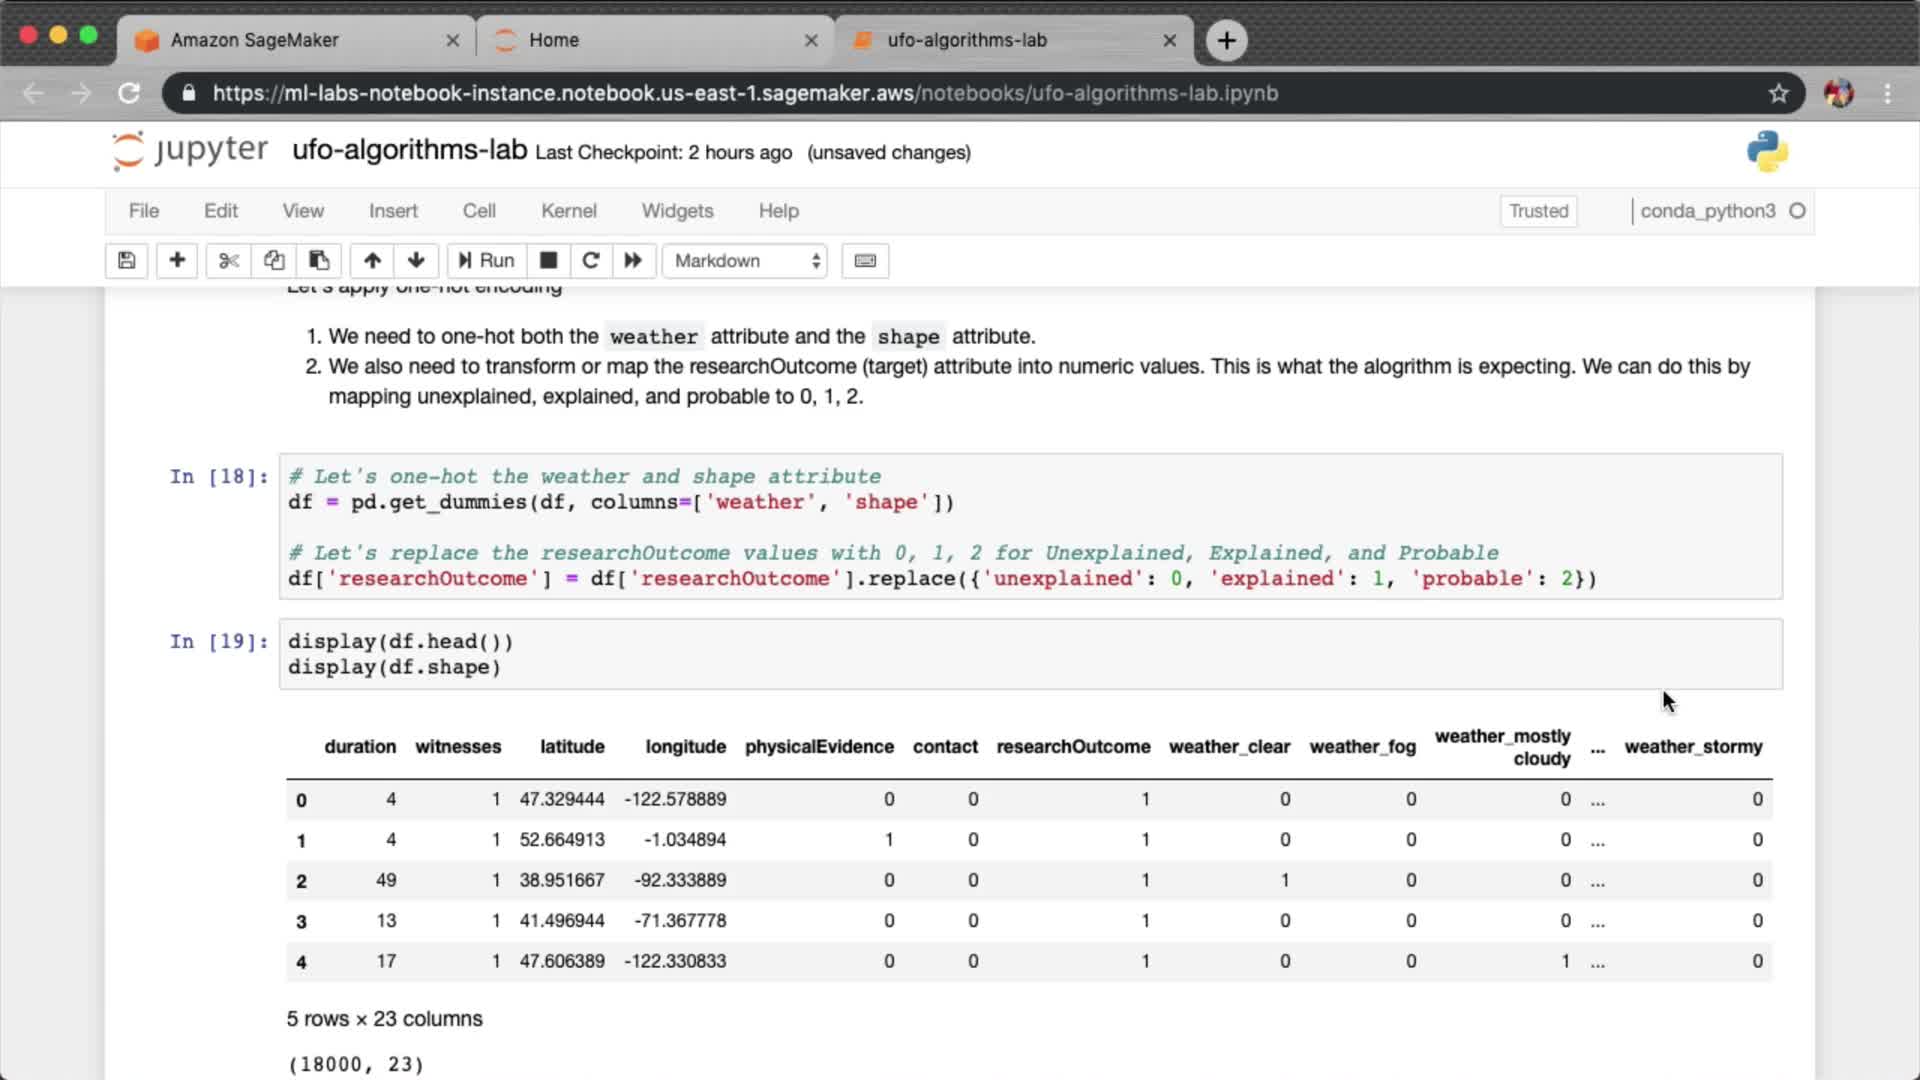 Amazon SageMaker
Home
ufo-algorithms-lab
https://ml-labs-notebook-instance.notebook.us-east-1.sagemaker.aws/notebooks/ufo-algorithms-lab.ipynb
jupyter ufo-algorithms-lab Last Checkpoint: 2 hours ago (unsaved changes)
File Edit View Insert Cell Kernel Widgets Help Trusted conda_python3
Run Markdown
Let's apply one-hot encoding
1. We need to one-hot both the weather attribute and the shape attribute.
2. We also need to transform or map the researchOutcome (target) attribute into numeric values. This is what the alogrithm is expecting. We can do this by
mapping unexplained, explained, and probable to 0, 1, 2.
In [18]: # Let's one-hot the weather and shape attribute
df = pd.get_dummies(df, columns=['weather', 'shape'])
# Let's replace the researchOutcome values with 0, 1, 2 for Unexplained, Explained, and Probable
df['researchOutcome'] = df['researchOutcome'].replace({'unexplained': 0, 'explained': 1, 'probable': 2})
In [19]: display(df.head())
display(df.shape)
duration witnesses latitude longitude physicalEvidence contact researchOutcome weather_clear weather_fog weather_mostly cloudy ... weather_stormy
0 4 1 47.329444 -122.578889 0 0 1 0 0 0 ... 0
1 4 1 52.664913 -1.034894 1 0 1 0 0 0 ... 0
2 49 1 38.951667 -92.333889 0 0 1 1 0 0 ... 0
3 13 1 41.496944 -71.367778 0 0 1 0 0 0 ... 0
4 17 1 47.606389 -122.330833 0 0 1 0 0 1 ... 0
5 rows × 23 columns
(18000, 23)